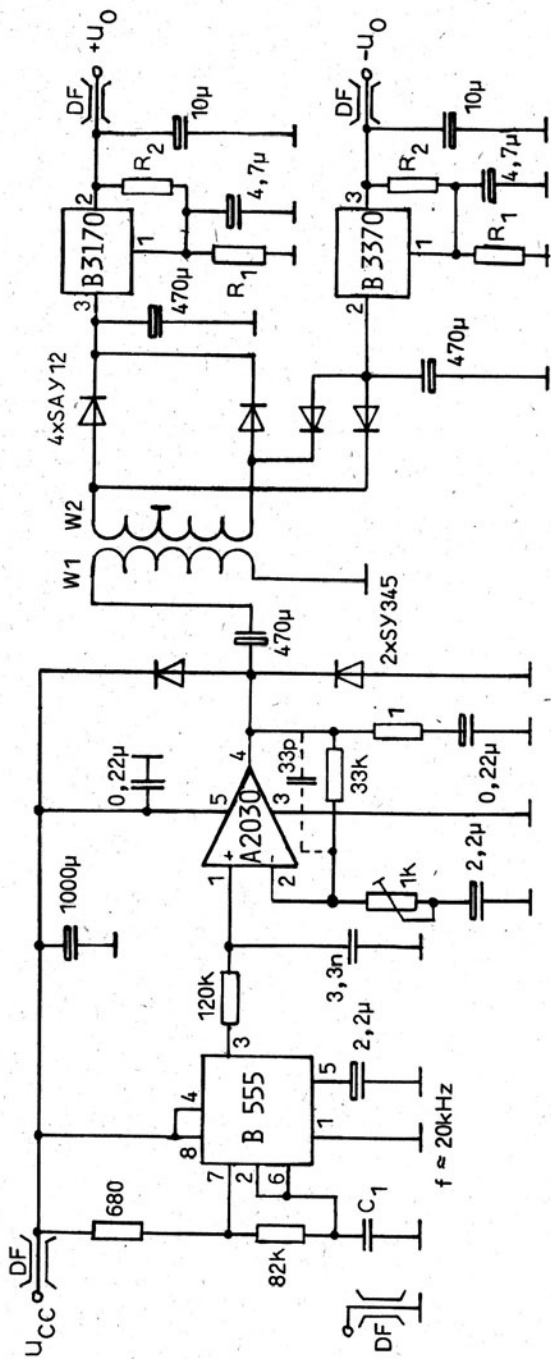 U_CC
DF
DF
680
82k
C₁
7
2
6
8
4
B 555
3
1
5
2,2µ
f ≈ 20kHz
120k
3,3n
1000µ
0,22µ
1
+
2
-
A2030
5
4
3
33p
33k
1k
2,2µ
1
0,22µ
470µ
2xSY345
W1
W2
4xSAY12
470µ
3
B3170
2
1
R₁
R₂
4,7µ
10µ
DF
+U₀
470µ
2
B3370
3
1
R₁
R₂
4,7µ
10µ
DF
-U₀